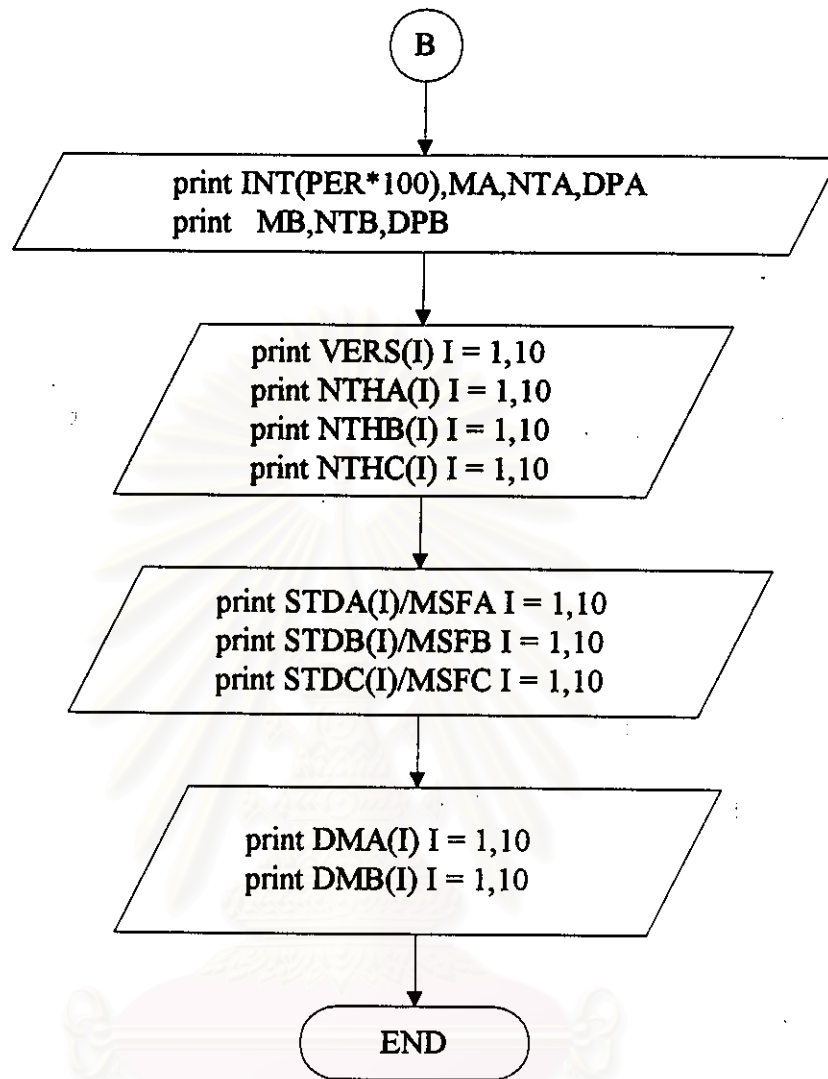 B
print INT(PER*100),MA,NTA,DPA
print MB,NTB,DPB
print VERS(I) I = 1,10
print NTHA(I) I = 1,10
print NTHB(I) I = 1,10
print NTHC(I) I = 1,10
print STDA(I)/MSFA I = 1,10
print STDB(I)/MSFB I = 1,10
print STDC(I)/MSFC I = 1,10
print DMA(I) I = 1,10
print DMB(I) I = 1,10
END